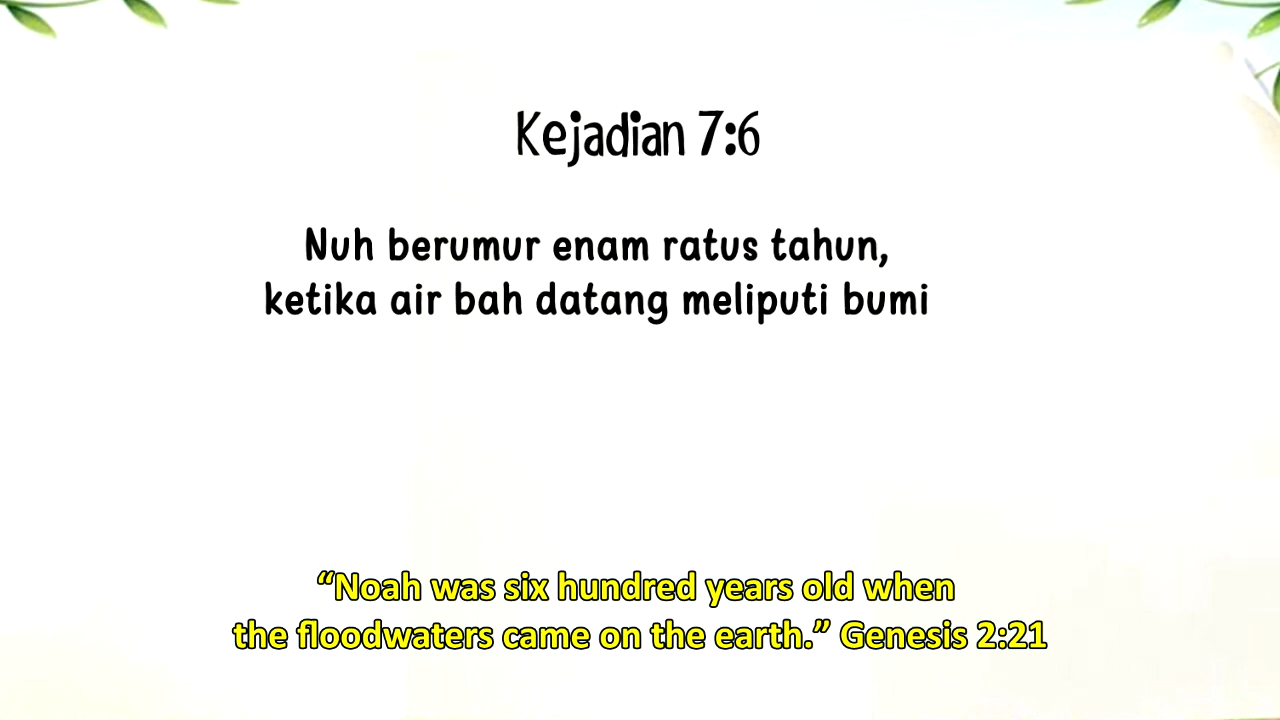 Kejadian 7:6
Nuh berumur enam ratus tahun,
ketika air bah datang meliputi bumi
“Noah was six hundred years old when
the floodwaters came on the earth.” Genesis 2:21